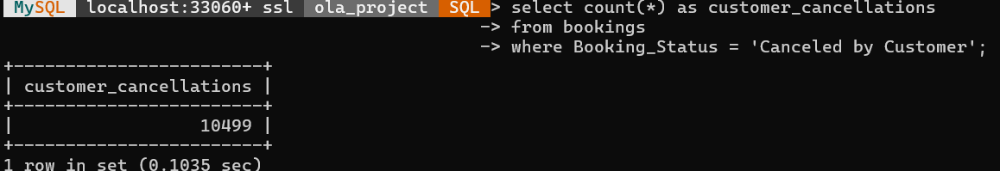 MySQL localhost:33060+ ssl ola_project SQL > select count(*) as customer_cancellations
-> from bookings
-> where Booking_Status = 'Canceled by Customer';
+------------------------+
| customer_cancellations |
+------------------------+
|                  10499 |
+------------------------+
1 row in set (0.1035 sec)